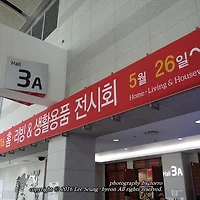 Hall
3A
홈·리빙 & 생활용품 전시회
5월 26일~
Home·Living & Housew
Hall
3A
photography by zoero
copyright © 2016 Lee Seung-hyeon all rights reserved.